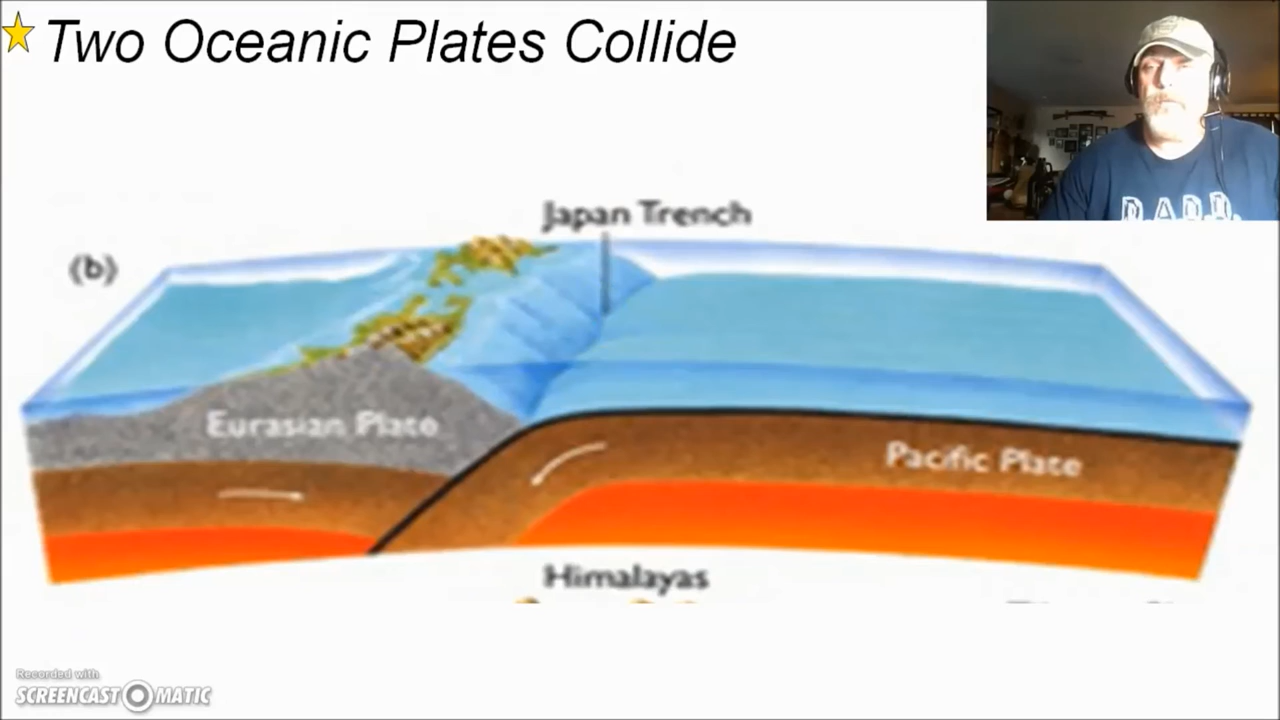 Two Oceanic Plates Collide
Japan Trench
(b)
Eurasian Plate
Pacific Plate
Himalayas
Recorded with
SCREENCAST MATIC